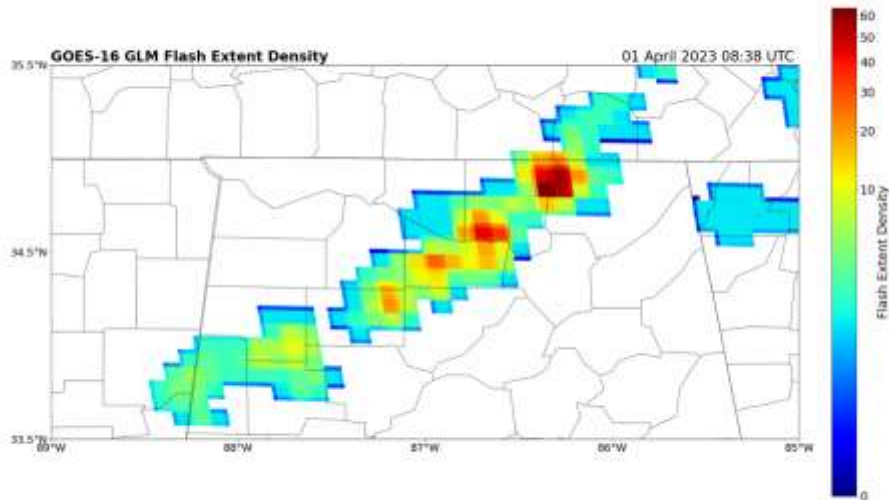 GOES-16 GLM Flash Extent Density
01 April 2023 08:38 UTC
35.5°N
34.5°N
33.5°N
89°W
88°W
87°W
86°W
85°W
60
50
40
30
20
10
0
Flash Extent Density